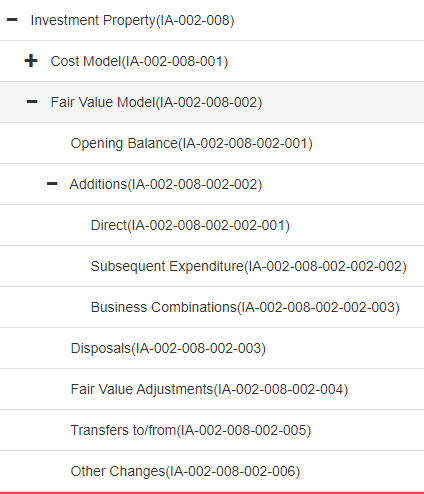 Investment Property(IA-002-008)
Cost Model(IA-002-008-001)
Fair Value Model(IA-002-008-002)
Opening Balance(IA-002-008-002-001)
Additions(IA-002-008-002-002)
Direct(IA-002-008-002-002-001)
Subsequent Expenditure(IA-002-008-002-002-002)
Business Combinations(IA-002-008-002-002-003)
Disposals(IA-002-008-002-003)
Fair Value Adjustments(IA-002-008-002-004)
Transfers to/from(IA-002-008-002-005)
Other Changes(IA-002-008-002-006)